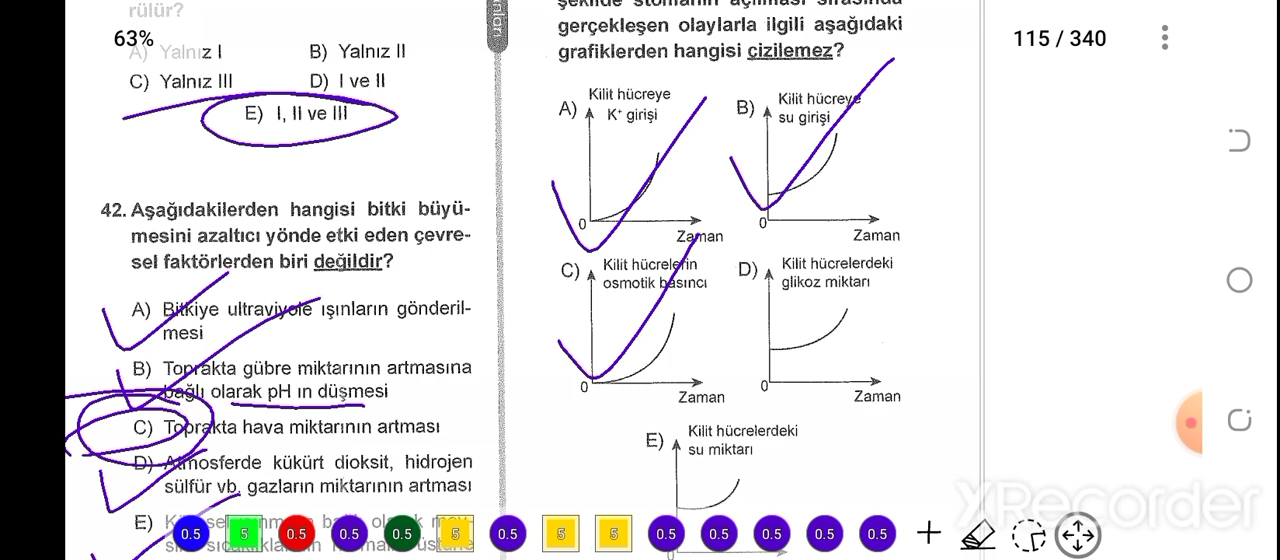 rülür?
63%
A) Yalnız I
B) Yalnız II
C) Yalnız III
D) I ve II
E) I, II ve III
42. Aşağıdakilerden hangisi bitki büyü-
mesini azaltıcı yönde etki eden çevre-
sel faktörlerden biri değildir?
A) Bitkiye ultraviyole ışınların gönderil-
mesi
B) Toprakta gübre miktarının artmasına
bağlı olarak pH ın düşmesi
C) Toprakta hava miktarının artması
D) Atmosferde kükürt dioksit, hidrojen
sülfür vb. gazların miktarının artması
E)
şekilde stomanın açılması sırasında
gerçekleşen olaylarla ilgili aşağıdaki
grafiklerden hangisi çizilemez?
A) Kilit hücreye
K+ girişi
0
Zaman
B) Kilit hücreye
su girişi
0
Zaman
C) Kilit hücrelerin
osmotik basıncı
0
Zaman
D) Kilit hücrelerdeki
glikoz miktarı
0
Zaman
E) Kilit hücrelerdeki
su miktarı
0
115 / 340
0.5 5 0.5 0.5 0.5 5 0.5 5 5 0.5 0.5 0.5 0.5 0.5
XRecorder